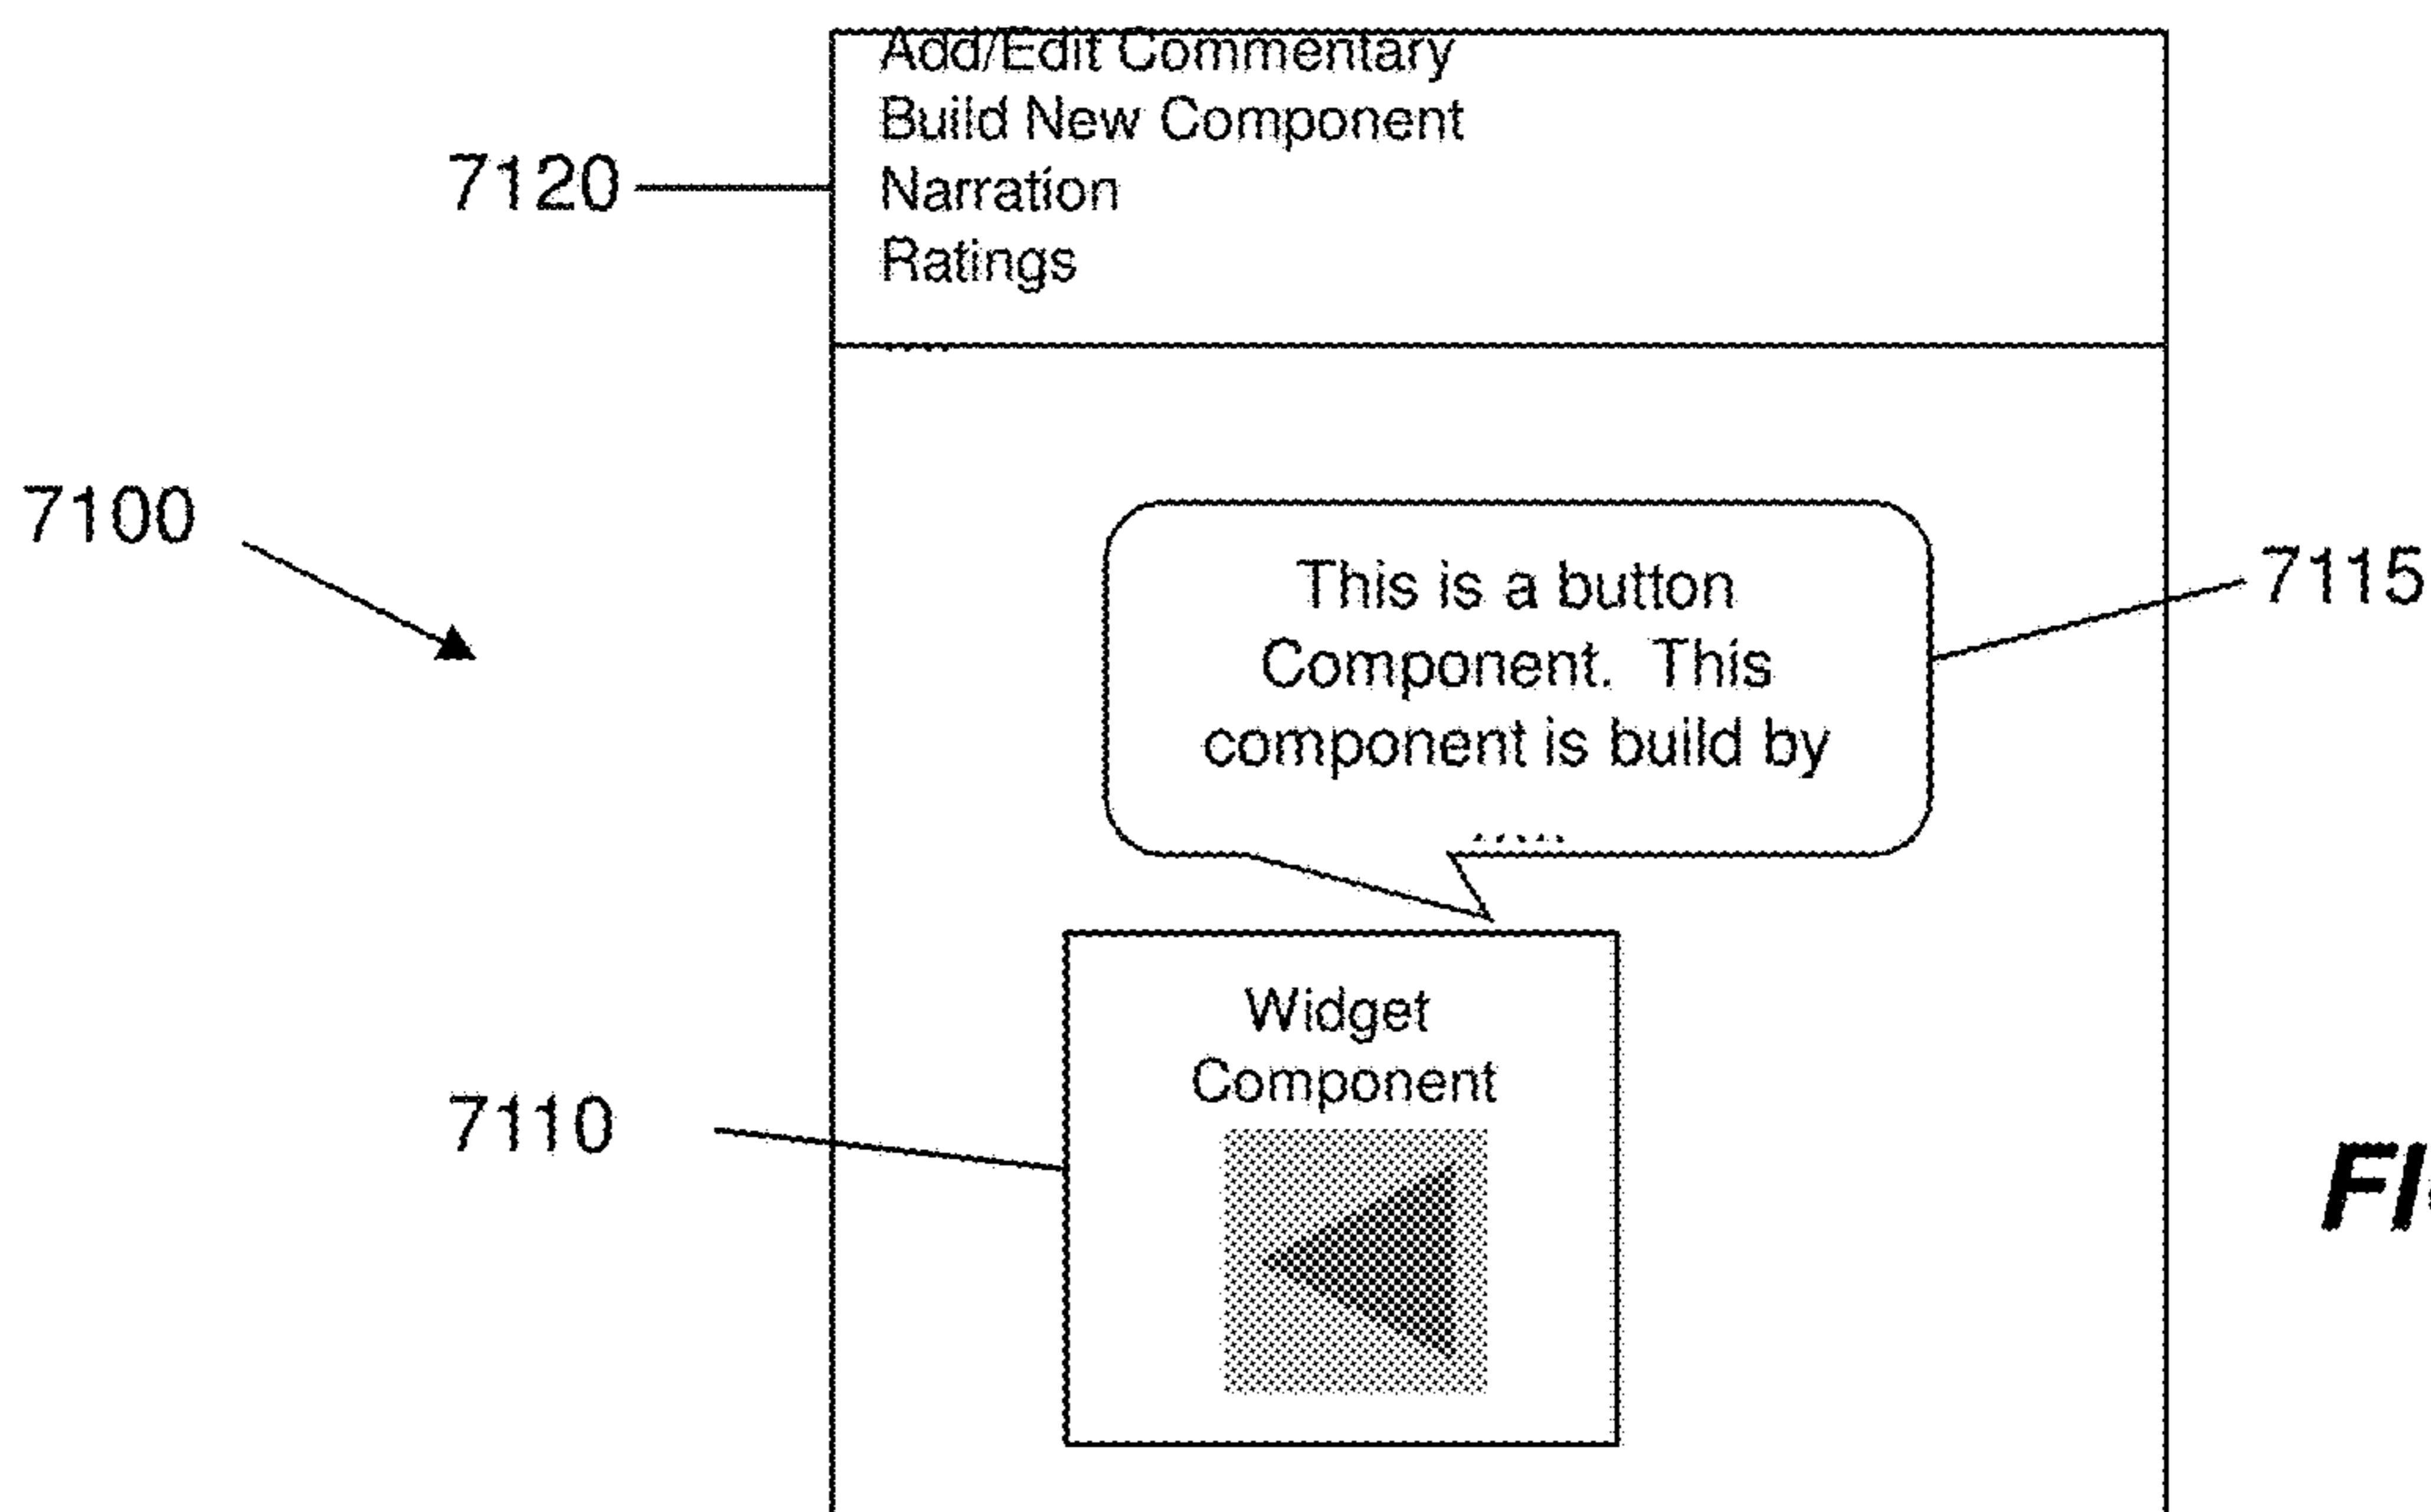 Add/Edit Commentary
Build New Component
7120
Narration
Ratings
7100
This is a button
7115
Component.  This
component is build by
.....
Widget
Component
7110